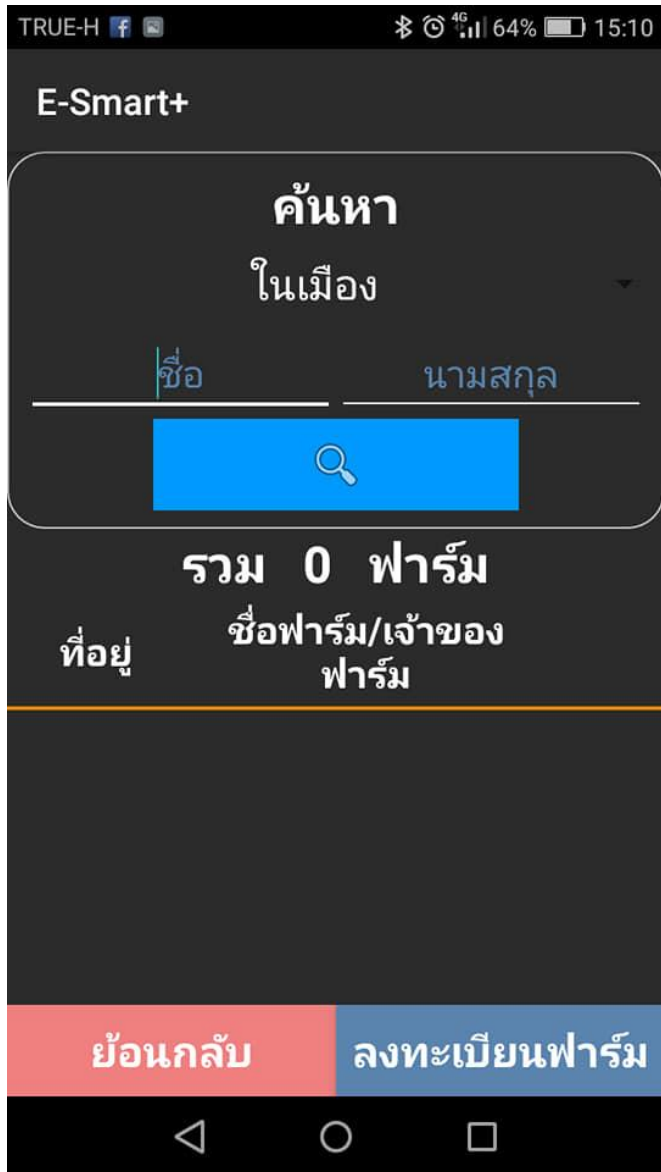 TRUE-H 4G 64% 15:10
E-Smart+
ค้นหา
ในเมือง
ชื่อ นามสกุล
รวม 0 ฟาร์ม
ที่อยู่ ชื่อฟาร์ม/เจ้าของ
ฟาร์ม
ย้อนกลับ ลงทะเบียนฟาร์ม